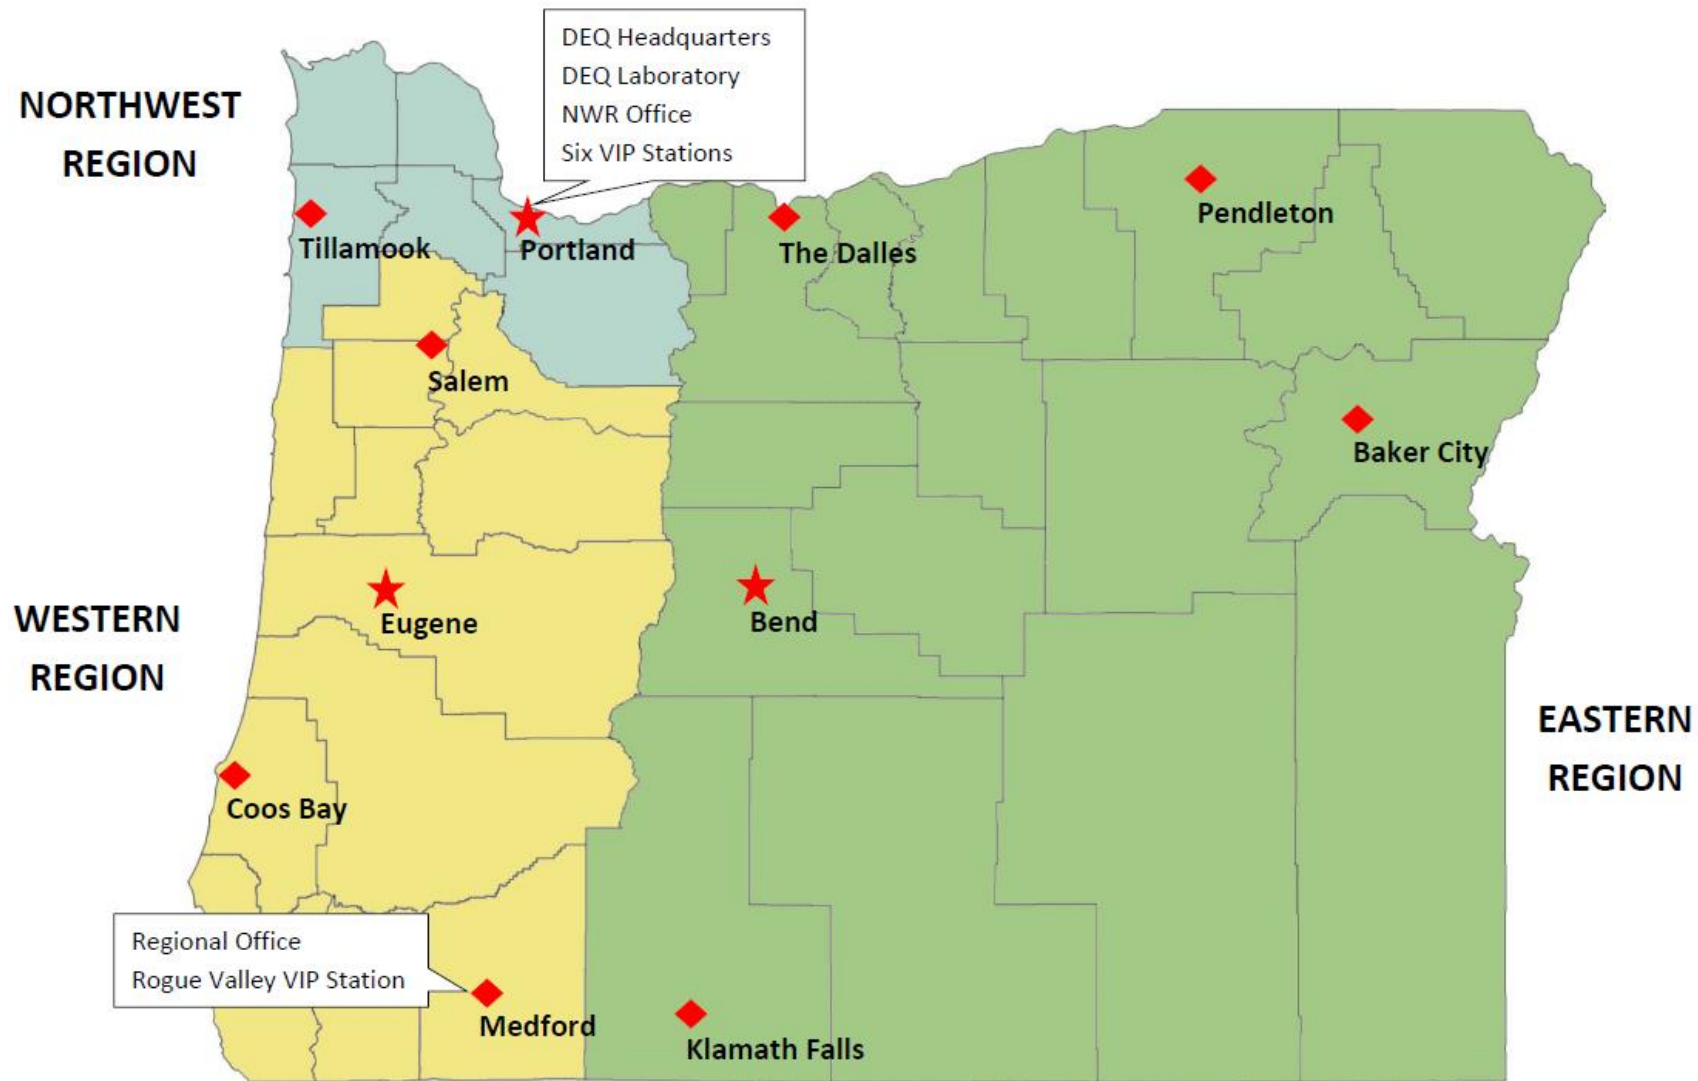 DEQ Headquarters
DEQ Laboratory
NWR Office
Six VIP Stations
NORTHWEST
REGION
Pendleton
Tillamook
Portland
The Dalles
Salem
Baker City
Eugene
Bend
WESTERN
REGION
EASTERN
REGION
Coos Bay
Regional Office
Rogue Valley VIP Station
Medford
Klamath Falls